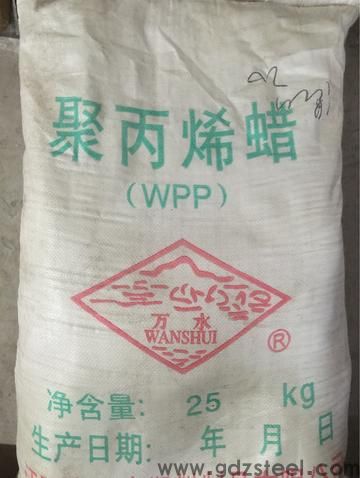 聚丙烯蜡
(WPP)
万水
WANSHUI
®
净含量: 25 kg
生产日期: 年 月 日
www.gdzsteel.com